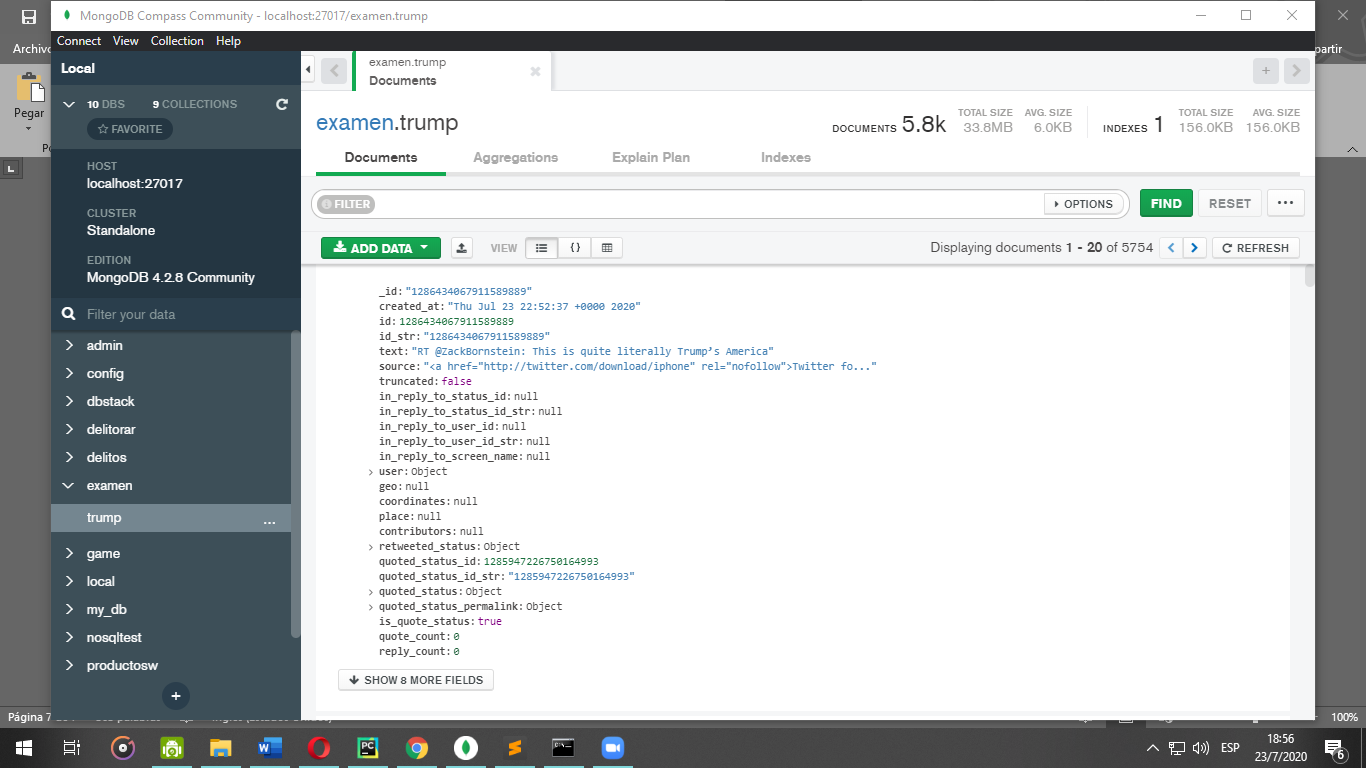 MongoDB Compass Community - localhost:27017/examen.trump
Archivo
Connect View Collection Help
partir
Local
examen.trump
Documents
10 DBS 9 COLLECTIONS
FAVORITE
Pegar
examen.trump
DOCUMENTS 5.8k
TOTAL SIZE 33.8MB
AVG. SIZE 6.0KB
INDEXES 1
TOTAL SIZE 156.0KB
AVG. SIZE 156.0KB
Documents Aggregations Explain Plan Indexes
HOST
localhost:27017
CLUSTER
Standalone
EDITION
MongoDB 4.2.8 Community
FILTER
OPTIONS
FIND
RESET
ADD DATA
VIEW
Displaying documents 1 - 20 of 5754
REFRESH
Filter your data
admin
config
dbstack
delitorar
delitos
examen
trump
game
local
my_db
nosqltest
productosw
_id: "1286434067911589889"
created_at: "Thu Jul 23 22:52:37 +0000 2020"
id: 1286434067911589889
id_str: "1286434067911589889"
text: "RT @ZackBornstein: This is quite literally Trump’s America"
source: "<a href="http://twitter.com/download/iphone" rel="nofollow">Twitter fo..."
truncated: false
in_reply_to_status_id: null
in_reply_to_status_id_str: null
in_reply_to_user_id: null
in_reply_to_user_id_str: null
in_reply_to_screen_name: null
user: Object
geo: null
coordinates: null
place: null
contributors: null
retweeted_status: Object
quoted_status_id: 1285947226750164993
quoted_status_id_str: "1285947226750164993"
quoted_status: Object
quoted_status_permalink: Object
is_quote_status: true
quote_count: 0
reply_count: 0
SHOW 8 MORE FIELDS
Página 7
100%
ESP
18:56
23/7/2020
6